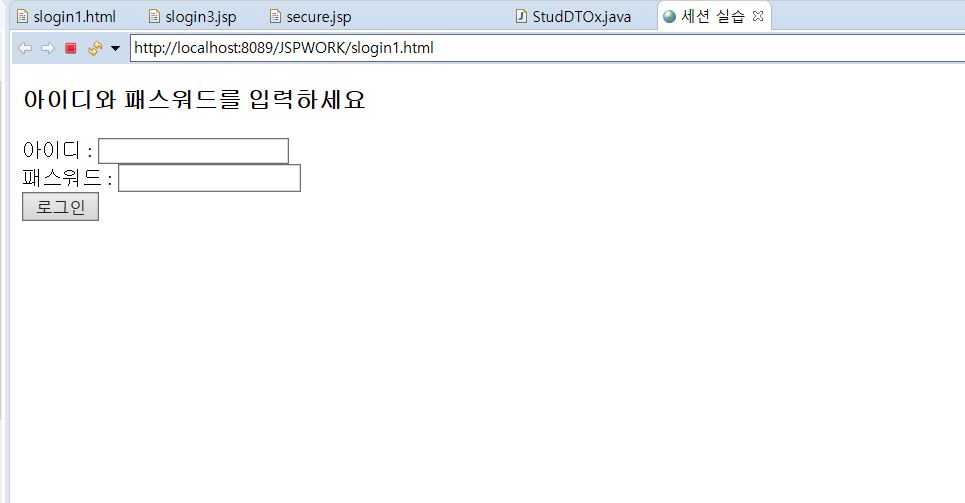 slogin1.html slogin3.jsp secure.jsp StudDTOx.java 세션 실습
http://localhost:8089/JSPWORK/slogin1.html
아이디와 패스워드를 입력하세요
아이디 :
패스워드 :
로그인